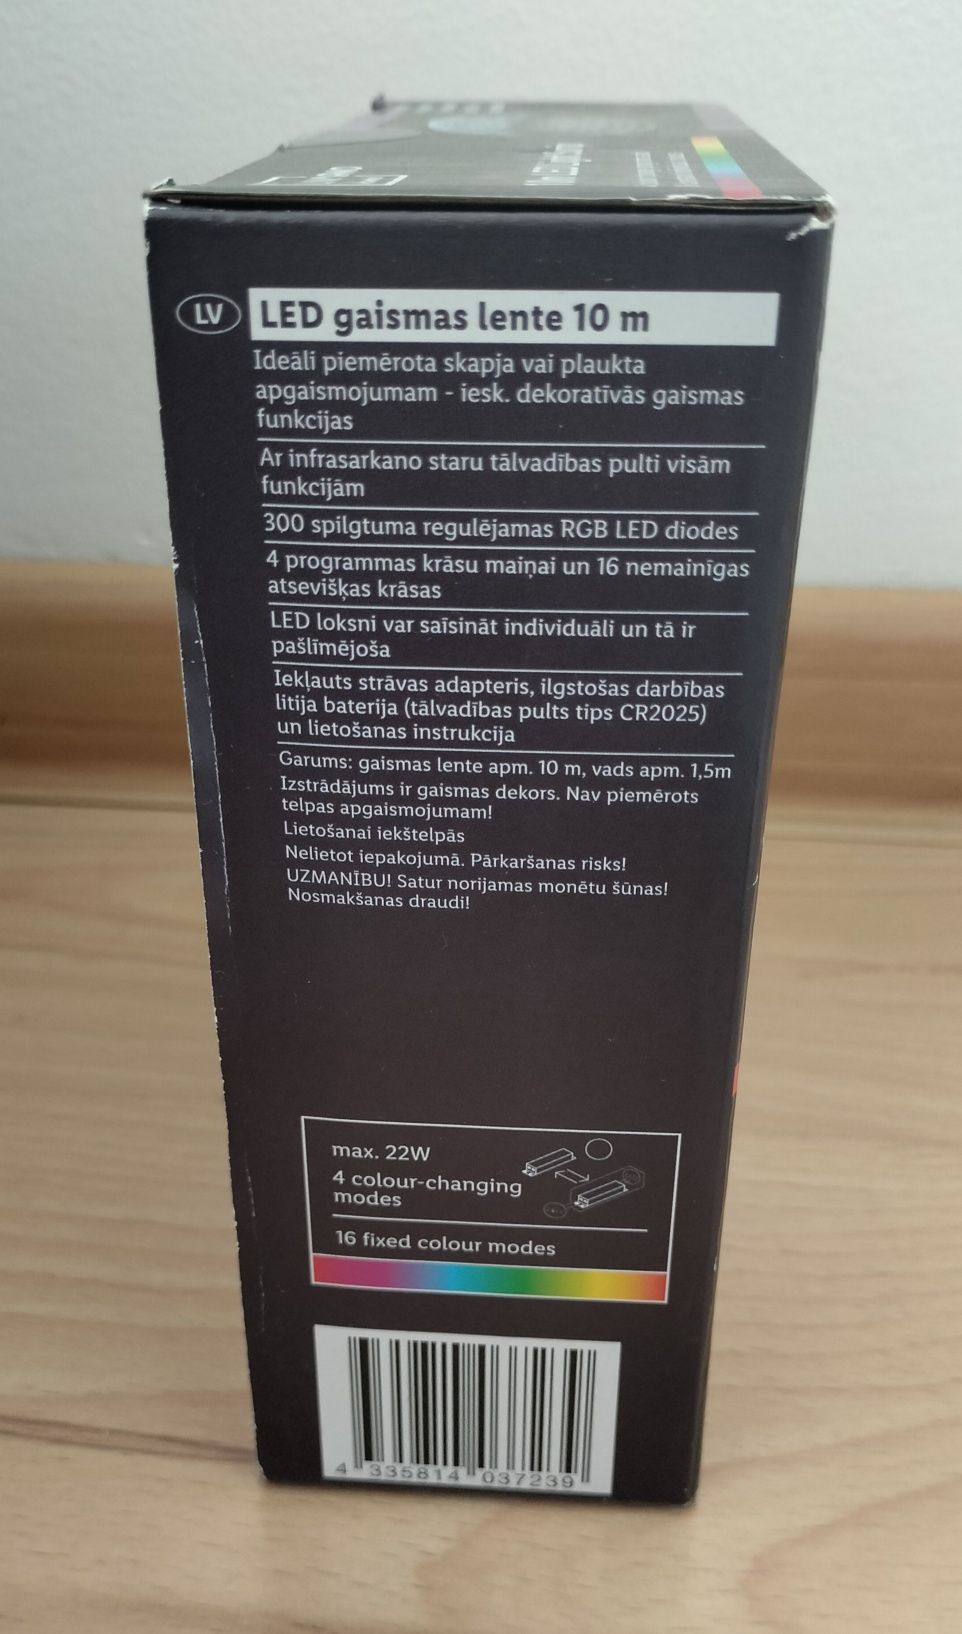 LV
LED gaismas lente 10 m
Ideāli piemērota skapja vai plaukta
apgaismojumam - iesk. dekoratīvās gaismas
funkcijas
Ar infrasarkano staru tālvadības pulti visām
funkcijām
300 spilgtuma regulējamas RGB LED diodes
4 programmas krāsu maiņai un 16 nemainīgas
atsevišķas krāsas
LED loksni var saīsināt individuāli un tā ir
pašlīmējoša
Iekļauts strāvas adapteris, ilgstošas darbības
litija baterija (tālvadības pults tips CR2025)
un lietošanas instrukcija
Garums: gaismas lente apm. 10 m, vads apm. 1,5m
Izstrādājums ir gaismas dekors. Nav piemērots
telpas apgaismojumam!
Lietošanai iekštelpās
Nelietot iepakojumā. Pārkaršanas risks!
UZMANĪBU! Satur norijamas monētu šūnas!
Nosmakšanas draudi!
max. 22W
4 colour-changing
modes
16 fixed colour modes
4 335814 037239